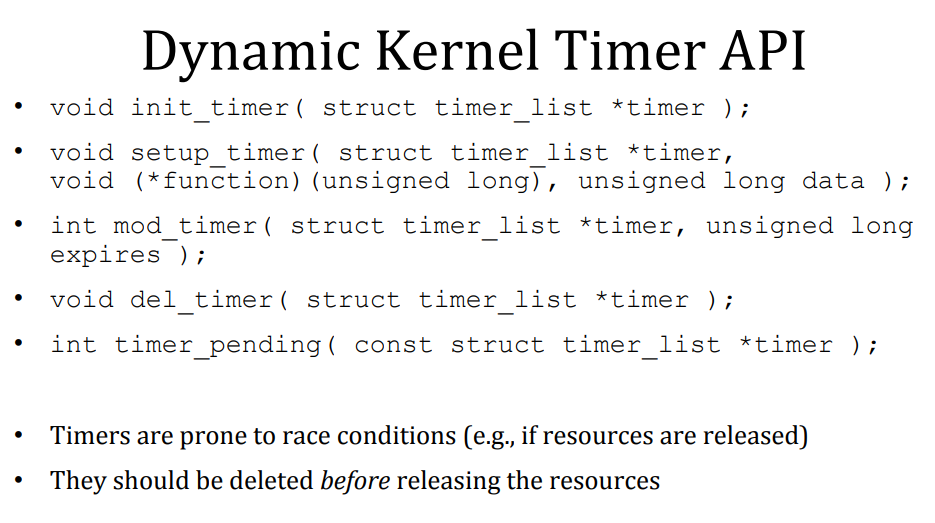 Dynamic Kernel Timer API
• void init_timer( struct timer_list *timer );
• void setup_timer( struct timer_list *timer,
void (*function)(unsigned long), unsigned long data );
• int mod_timer( struct timer_list *timer, unsigned long
expires );
• void del_timer( struct timer_list *timer );
• int timer_pending( const struct timer_list *timer );
• Timers are prone to race conditions (e.g., if resources are released)
• They should be deleted before releasing the resources